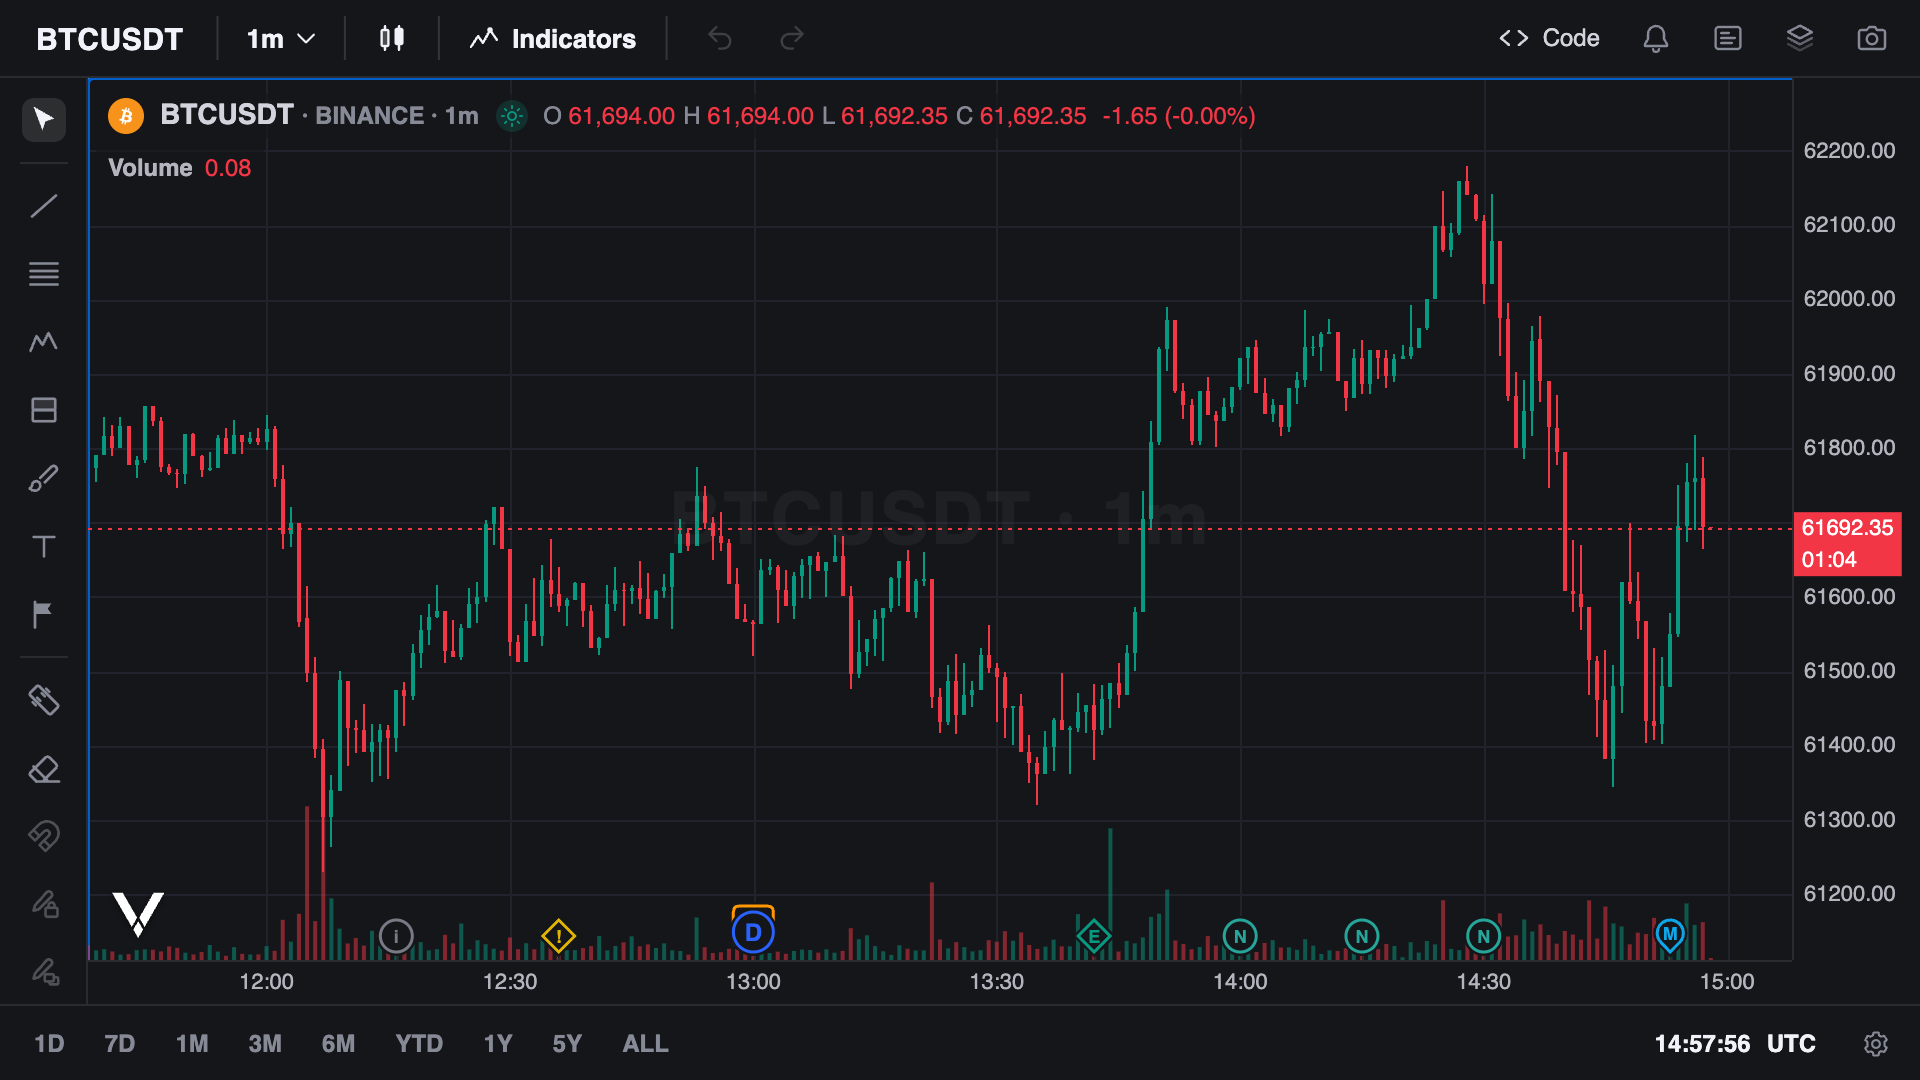 BTCUSDT 1m Indicators Code
BTCUSDT · BINANCE · 1m O 61,694.00 H 61,694.00 L 61,692.35 C 61,692.35 -1.65 (-0.00%)
Volume 0.08
BTCUSDT · 1m
62200.00
62100.00
62000.00
61900.00
61800.00
61692.35
01:04
61600.00
61500.00
61400.00
61300.00
61200.00
i ! D E N N N M
12:00 12:30 13:00 13:30 14:00 14:30 15:00
1D 7D 1M 3M 6M YTD 1Y 5Y ALL 14:57:56 UTC